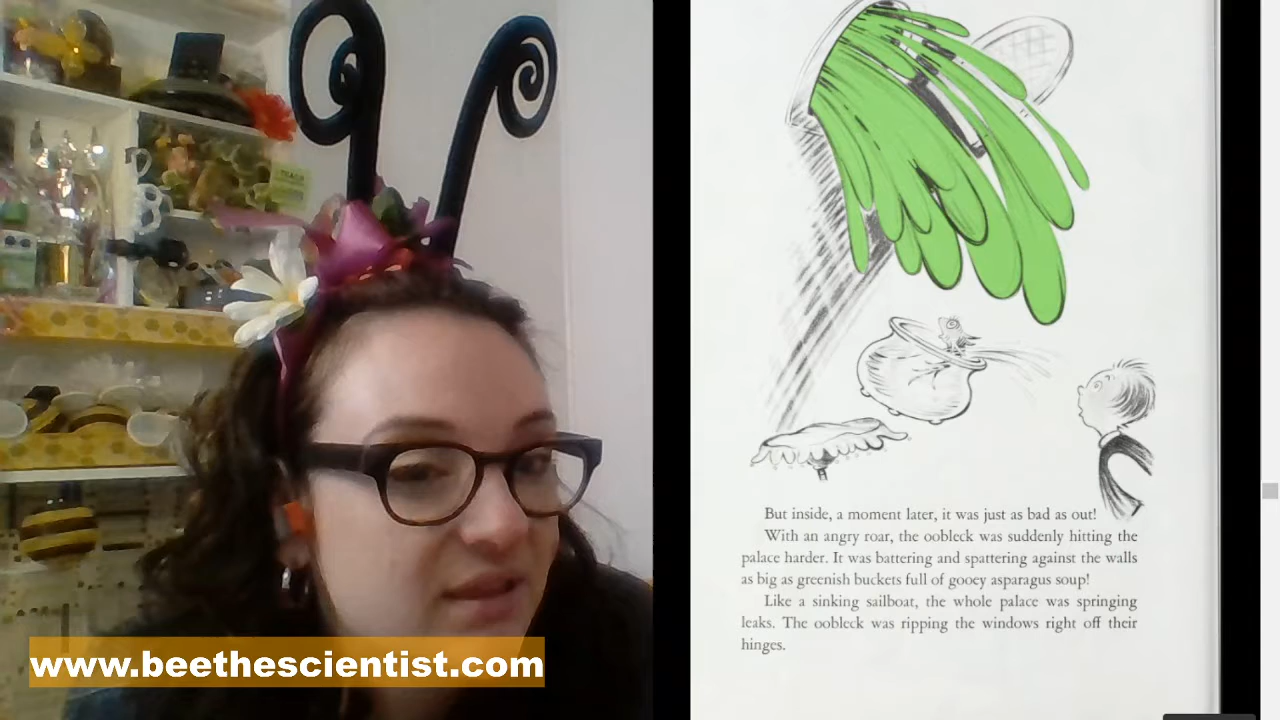 But inside, a moment later, it was just as bad as out!
With an angry roar, the oobleck was suddenly hitting the
palace harder. It was battering and spattering against the walls
as big as greenish buckets full of gooey asparagus soup!
Like a sinking sailboat, the whole palace was springing
leaks. The oobleck was ripping the windows right off their
hinges.
www.beethescientist.com